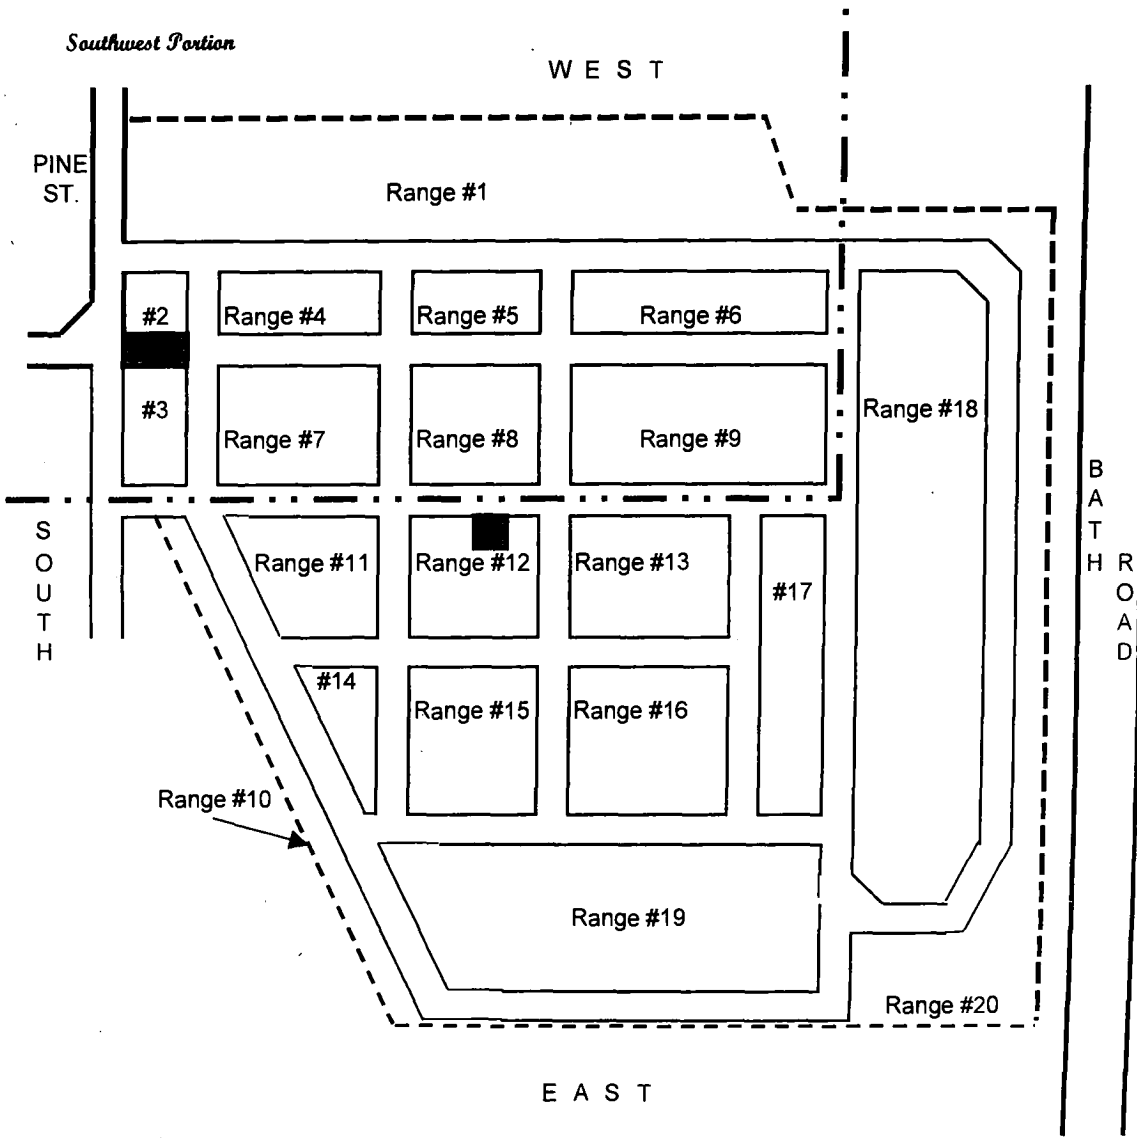 Southwest Portion
W E S T
PINE
ST.
Range #1
#2
Range #4
Range #5
Range #6
#3
Range #7
Range #8
Range #9
Range #18
B
A
T
H
R
O
A
D
S
O
U
T
H
Range #11
Range #12
Range #13
#17
#14
Range #15
Range #16
Range #10
Range #19
Range #20
E A S T